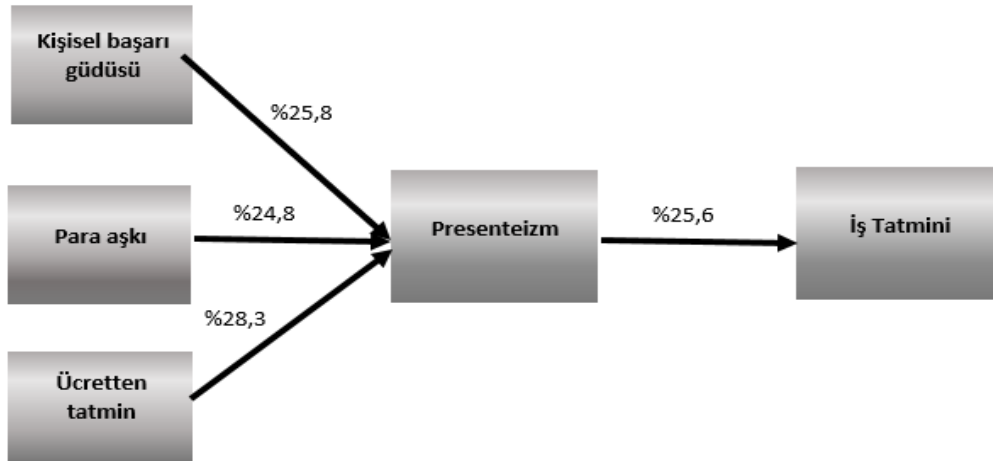 Kişisel başarı
güdüsü
%25,8
Para aşkı
%24,8
Presenteizm
%25,6
İş Tatmini
%28,3
Ücretten
tatmin